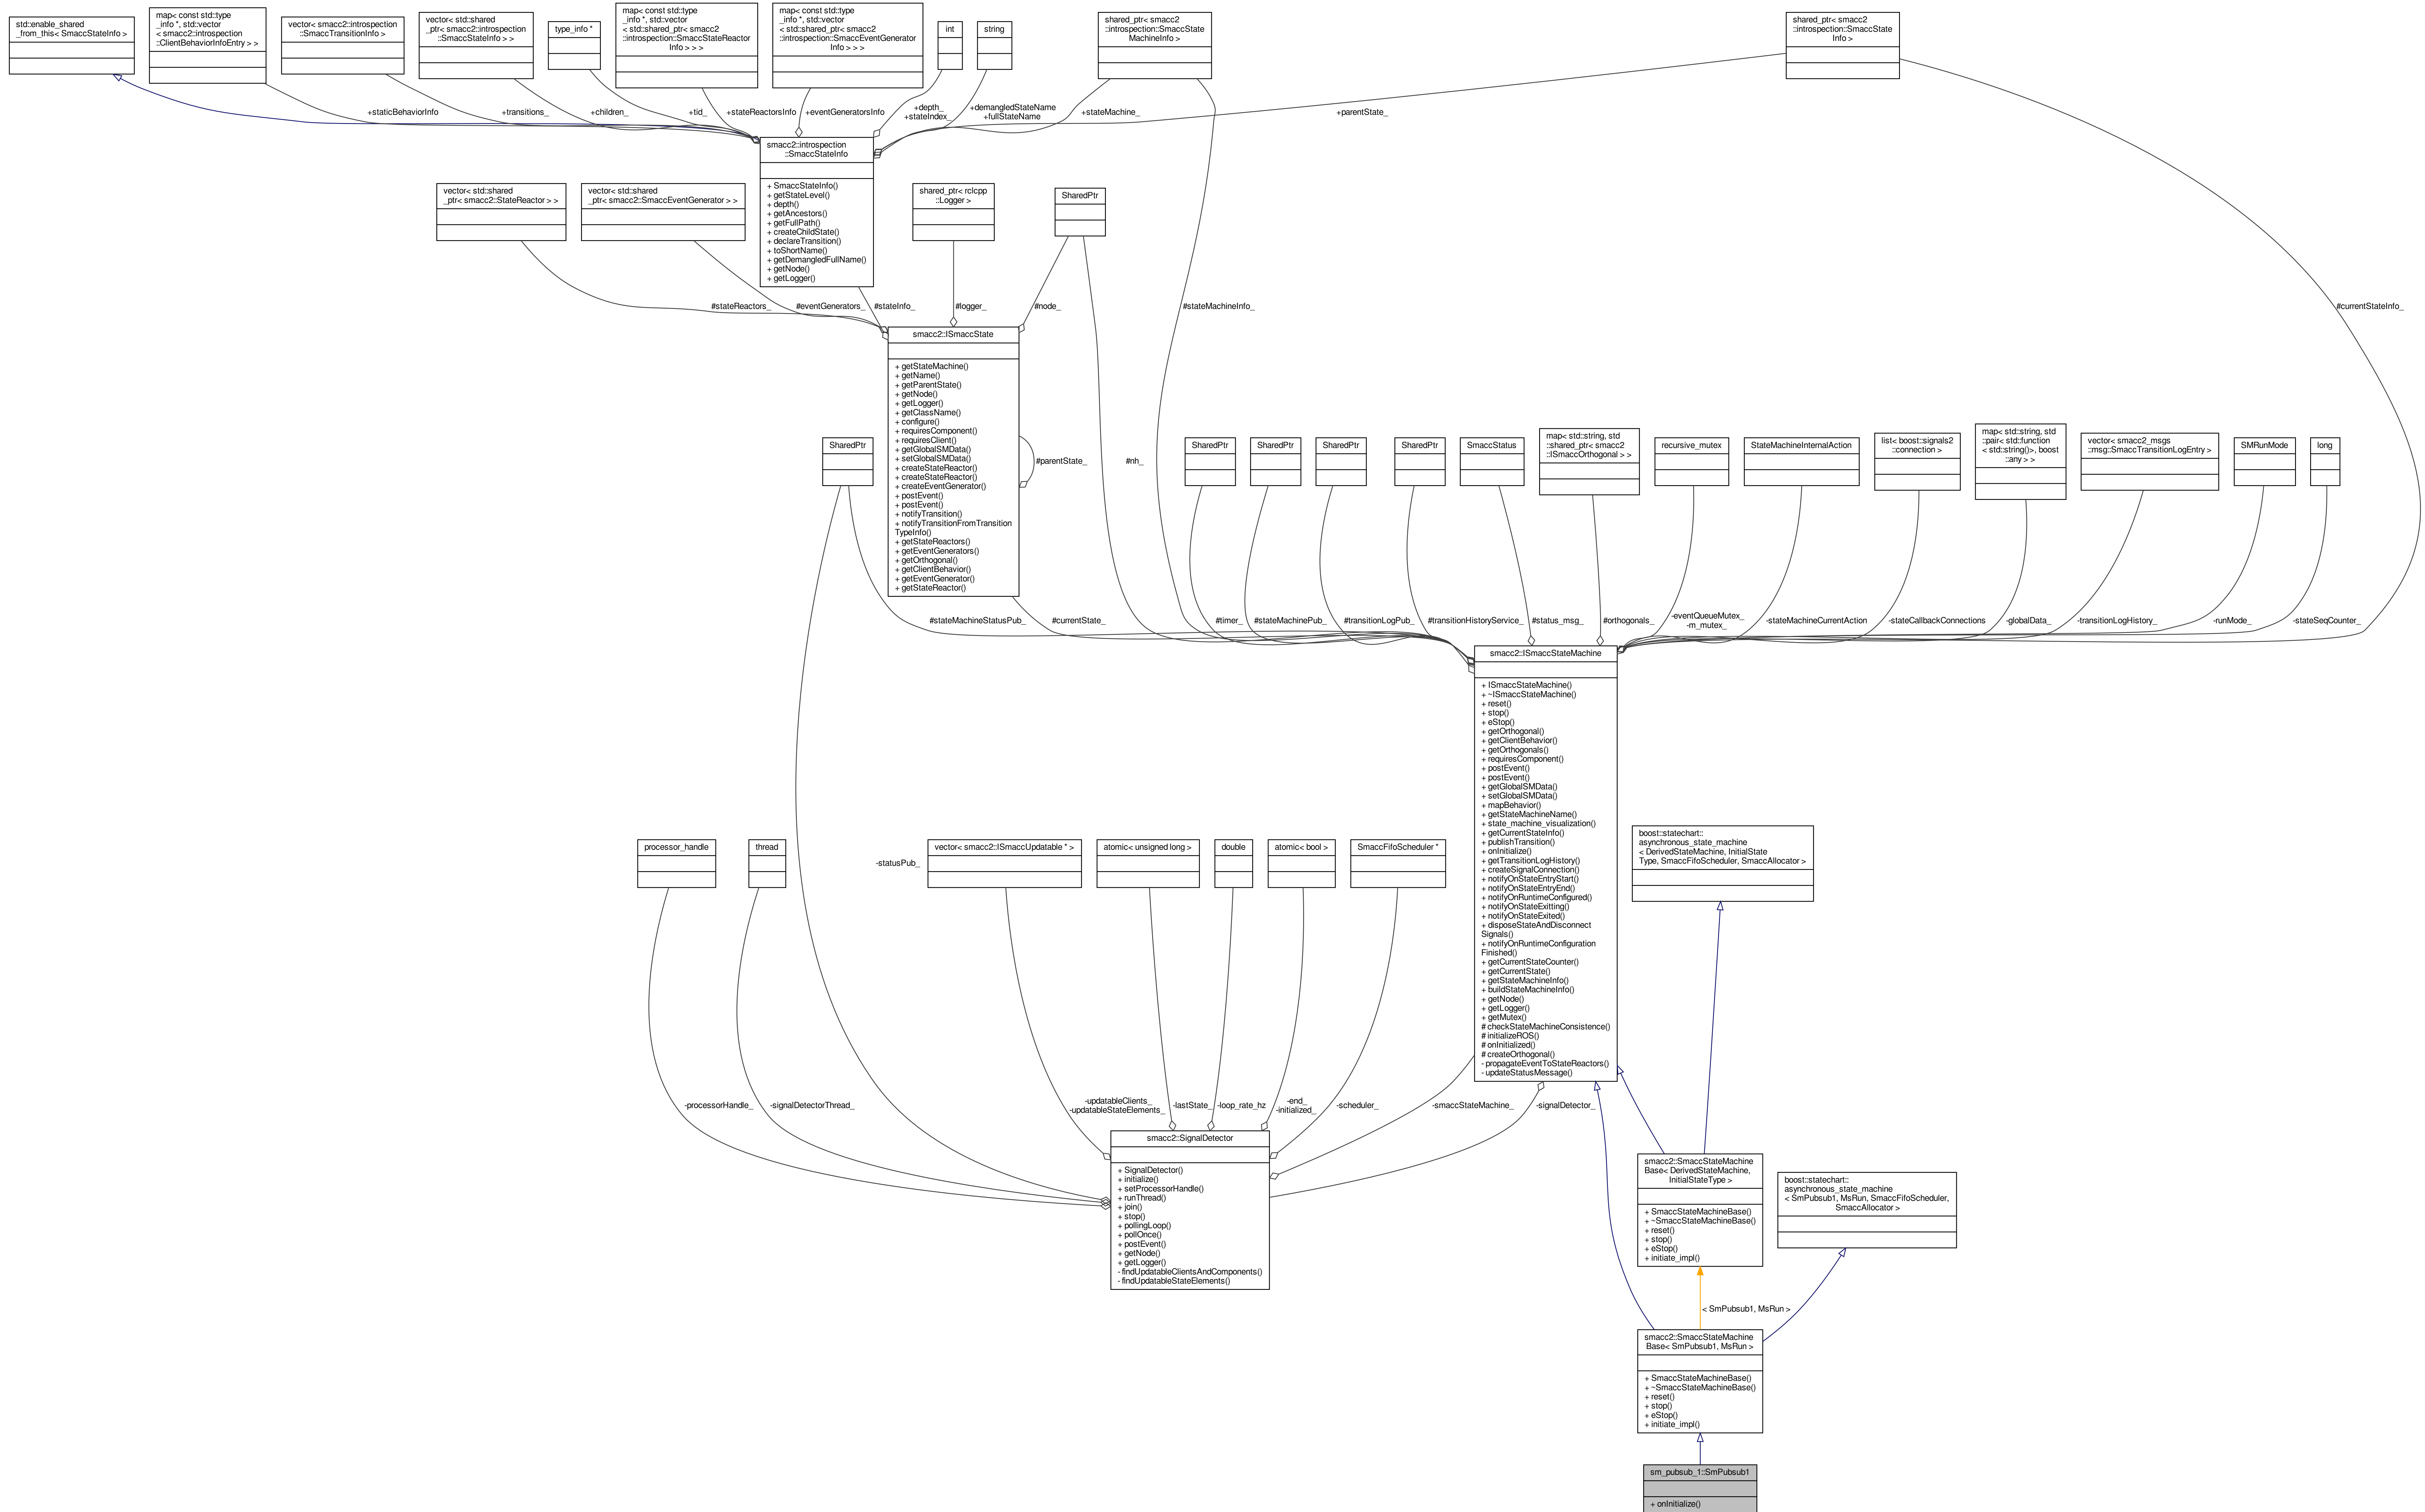 std::enable_shared
_from_this< SmaccStateInfo >
map< const std::type
_info *, std::vector
< smacc2::introspection
::ClientBehaviorInfoEntry > >
vector< smacc2::introspection
::SmaccTransitionInfo >
vector< std::shared
_ptr< smacc2::introspection
::SmaccStateInfo > >
type_info *
map< const std::type
_info *, std::vector
< std::shared_ptr< smacc2
::introspection::SmaccStateReactor
Info > > >
map< const std::type
_info *, std::vector
< std::shared_ptr< smacc2
::introspection::SmaccEventGenerator
Info > > >
int
string
shared_ptr< smacc2
::introspection::SmaccState
MachineInfo >
shared_ptr< smacc2
::introspection::SmaccState
Info >
+staticBehaviorInfo
+transitions_
+children_
+tid_
+stateReactorsInfo
+eventGeneratorsInfo
+depth_
+stateIndex_
+demangledStateName
+fullStateName
+stateMachine_
+parentState_
smacc2::introspection
::SmaccStateInfo
+ SmaccStateInfo()
+ getStateLevel()
+ depth()
+ getAncestors()
+ getFullPath()
+ createChildState()
+ declareTransition()
+ toShortName()
+ getDemangledFullName()
+ getNode()
+ getLogger()
vector< std::shared
_ptr< smacc2::StateReactor > >
vector< std::shared
_ptr< smacc2::SmaccEventGenerator > >
shared_ptr< rclcpp
::Logger >
SharedPtr
#stateReactors_
#eventGenerators_
#stateInfo_
#logger_
#node_
#stateMachineInfo_
#currentStateInfo_
smacc2::ISmaccState
+ getStateMachine()
+ getName()
+ getParentState()
+ getNode()
+ getLogger()
+ getClassName()
+ configure()
+ requiresComponent()
+ requiresClient()
+ getGlobalSMData()
+ setGlobalSMData()
+ createStateReactor()
+ createStateReactor()
+ createEventGenerator()
+ postEvent()
+ postEvent()
+ notifyTransition()
+ notifyTransitionFromTransition
TypeInfo()
+ getStateReactors()
+ getEventGenerators()
+ getOrthogonal()
+ getClientBehavior()
+ getEventGenerator()
+ getStateReactor()
#parentState_
#nh_
SharedPtr
SharedPtr
SharedPtr
SharedPtr
SharedPtr
SmaccStatus
map< std::string, std
::shared_ptr< smacc2
::ISmaccOrthogonal > >
recursive_mutex
StateMachineInternalAction
list< boost::signals2
::connection >
map< std::string, std
::pair< std::function
< std::string()>, boost
::any > >
vector< smacc2_msgs
::msg::SmaccTransitionLogEntry >
SMRunMode
long
#stateMachineStatusPub_
#currentState_
#timer_
#stateMachinePub_
#transitionLogPub_
#transitionHistoryService_
#status_msg_
#orthogonals_
-eventQueueMutex_
-m_mutex_
-stateMachineCurrentAction
-stateCallbackConnections
-globalData_
-transitionLogHistory_
-runMode_
-stateSeqCounter_
smacc2::ISmaccStateMachine
+ ISmaccStateMachine()
+ ~ISmaccStateMachine()
+ reset()
+ stop()
+ eStop()
+ getOrthogonal()
+ getClientBehavior()
+ getOrthogonals()
+ requiresComponent()
+ postEvent()
+ postEvent()
+ getGlobalSMData()
+ setGlobalSMData()
+ mapBehavior()
+ getStateMachineName()
+ state_machine_visualization()
+ getCurrentStateInfo()
+ publishTransition()
+ onInitialize()
+ getTransitionLogHistory()
+ createSignalConnection()
+ notifyOnStateEntryStart()
+ notifyOnStateEntryEnd()
+ notifyOnRuntimeConfigured()
+ notifyOnStateExitting()
+ notifyOnStateExited()
+ disposeStateAndDisconnect
Signals()
+ notifyOnRuntimeConfiguration
Finished()
+ getCurrentStateCounter()
+ getCurrentState()
+ getStateMachineInfo()
+ buildStateMachineInfo()
+ getNode()
+ getLogger()
+ getMutex()
# checkStateMachineConsistence()
# initializeROS()
# onInitialized()
# createOrthogonal()
- propagateEventToStateReactors()
- updateStatusMessage()
processor_handle
thread
-statusPub_
vector< smacc2::ISmaccUpdatable * >
atomic< unsigned long >
double
atomic< bool >
SmaccFifoScheduler *
boost::statechart::
asynchronous_state_machine
< DerivedStateMachine, InitialState
Type, SmaccFifoScheduler, SmaccAllocator >
-processorHandle_
-signalDetectorThread_
-updatableClients_
-updatableStateElements_
-lastState_
-loop_rate_hz
-end_
-initialized_
-scheduler_
-smaccStateMachine_
-signalDetector_
smacc2::SignalDetector
+ SignalDetector()
+ initialize()
+ setProcessorHandle()
+ runThread()
+ join()
+ stop()
+ pollingLoop()
+ pollOnce()
+ postEvent()
+ getNode()
+ getLogger()
- findUpdatableClientsAndComponents()
- findUpdatableStateElements()
smacc2::SmaccStateMachine
Base< DerivedStateMachine,
InitialStateType >
+ SmaccStateMachineBase()
+ ~SmaccStateMachineBase()
+ reset()
+ stop()
+ eStop()
+ initiate_impl()
boost::statechart::
asynchronous_state_machine
< SmPubsub1, MsRun, SmaccFifoScheduler,
SmaccAllocator >
< SmPubsub1, MsRun >
smacc2::SmaccStateMachine
Base< SmPubsub1, MsRun >
+ SmaccStateMachineBase()
+ ~SmaccStateMachineBase()
+ reset()
+ stop()
+ eStop()
+ initiate_impl()
sm_pubsub_1::SmPubsub1
+ onInitialize()